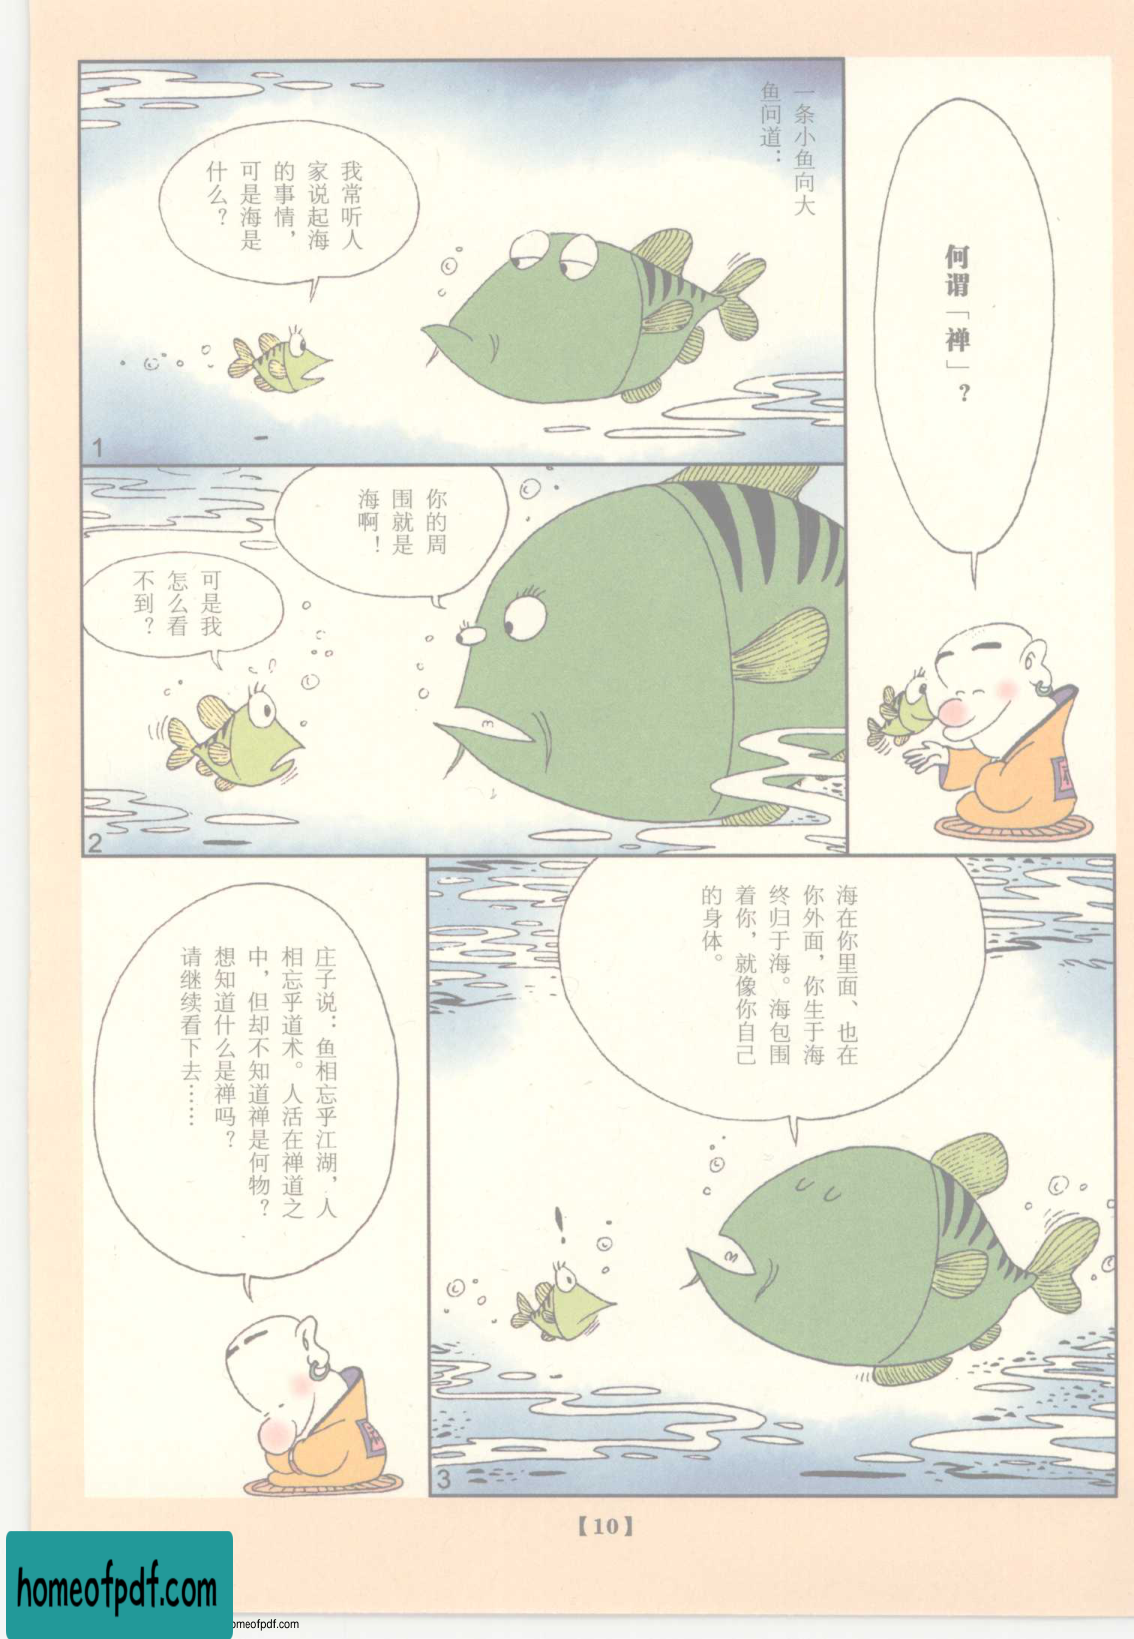 何谓「禅」?
一条小鱼向大
鱼问道:
我常听人
家说起海
的事情,
可是海是
什么?
1
你的周
围就是
海啊!
可是我
怎么看
不到?
2
海在你里面、也在
你外面,你生于海
终归于海。海包围
着你,就像你自己
的身体。
!
3
庄子说:鱼相忘乎江湖,人
相忘乎道术。人活在禅道之
中,但却不知道禅是何物?
想知道什么是禅吗?
请继续看下去……
【10】
homeofpdf.com
omeofpdf.com